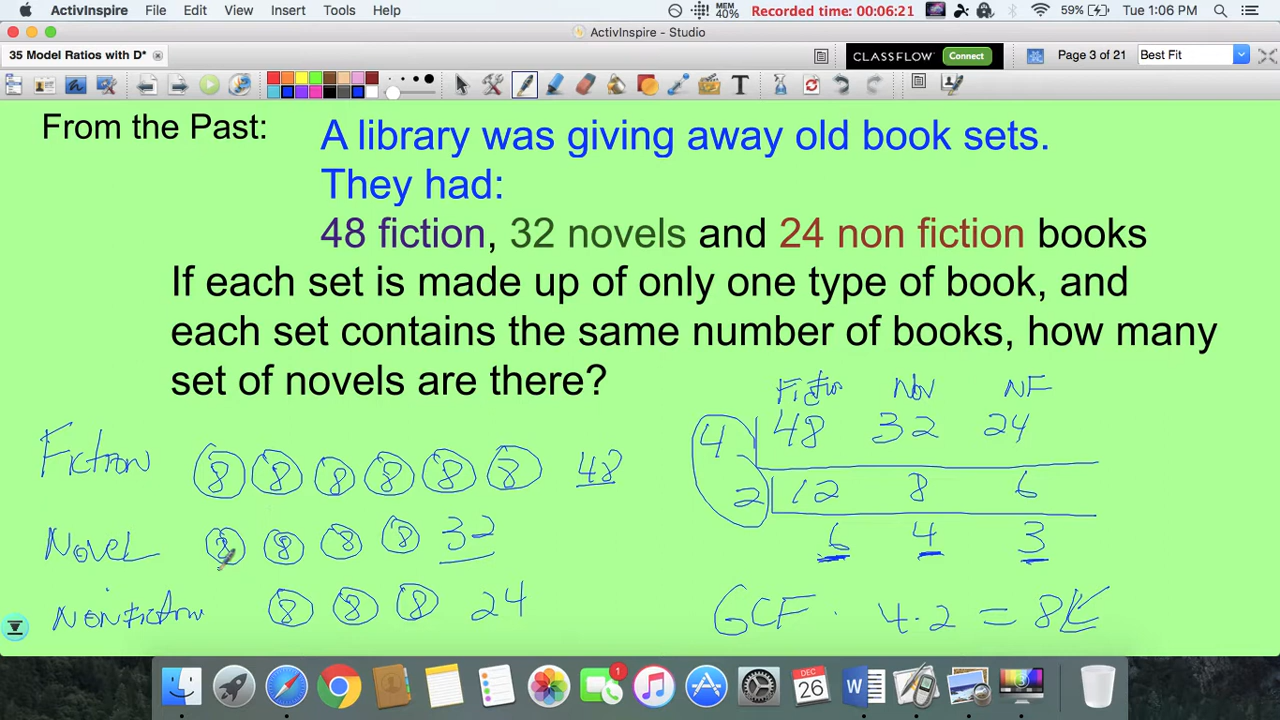 ActivInspire File Edit View Insert Tools Help MEM 40% Recorded time: 00:06:21 59% Tue 1:06 PM
ActivInspire - Studio
35 Model Ratios with D* CLASSFLOW Connect Page 3 of 21 Best Fit
From the Past:
A library was giving away old book sets.
They had:
48 fiction, 32 novels and 24 non fiction books
If each set is made up of only one type of book, and
each set contains the same number of books, how many
set of novels are there?
Fiction 8 8 8 8 8 8 48
Novel 8 8 8 8 32
Nonfiction 8 8 8 24
Fiction Nov NF
4 48 32 24
2 12 8 6
6 4 3
GCF · 4·2 = 8
DEC
26
1